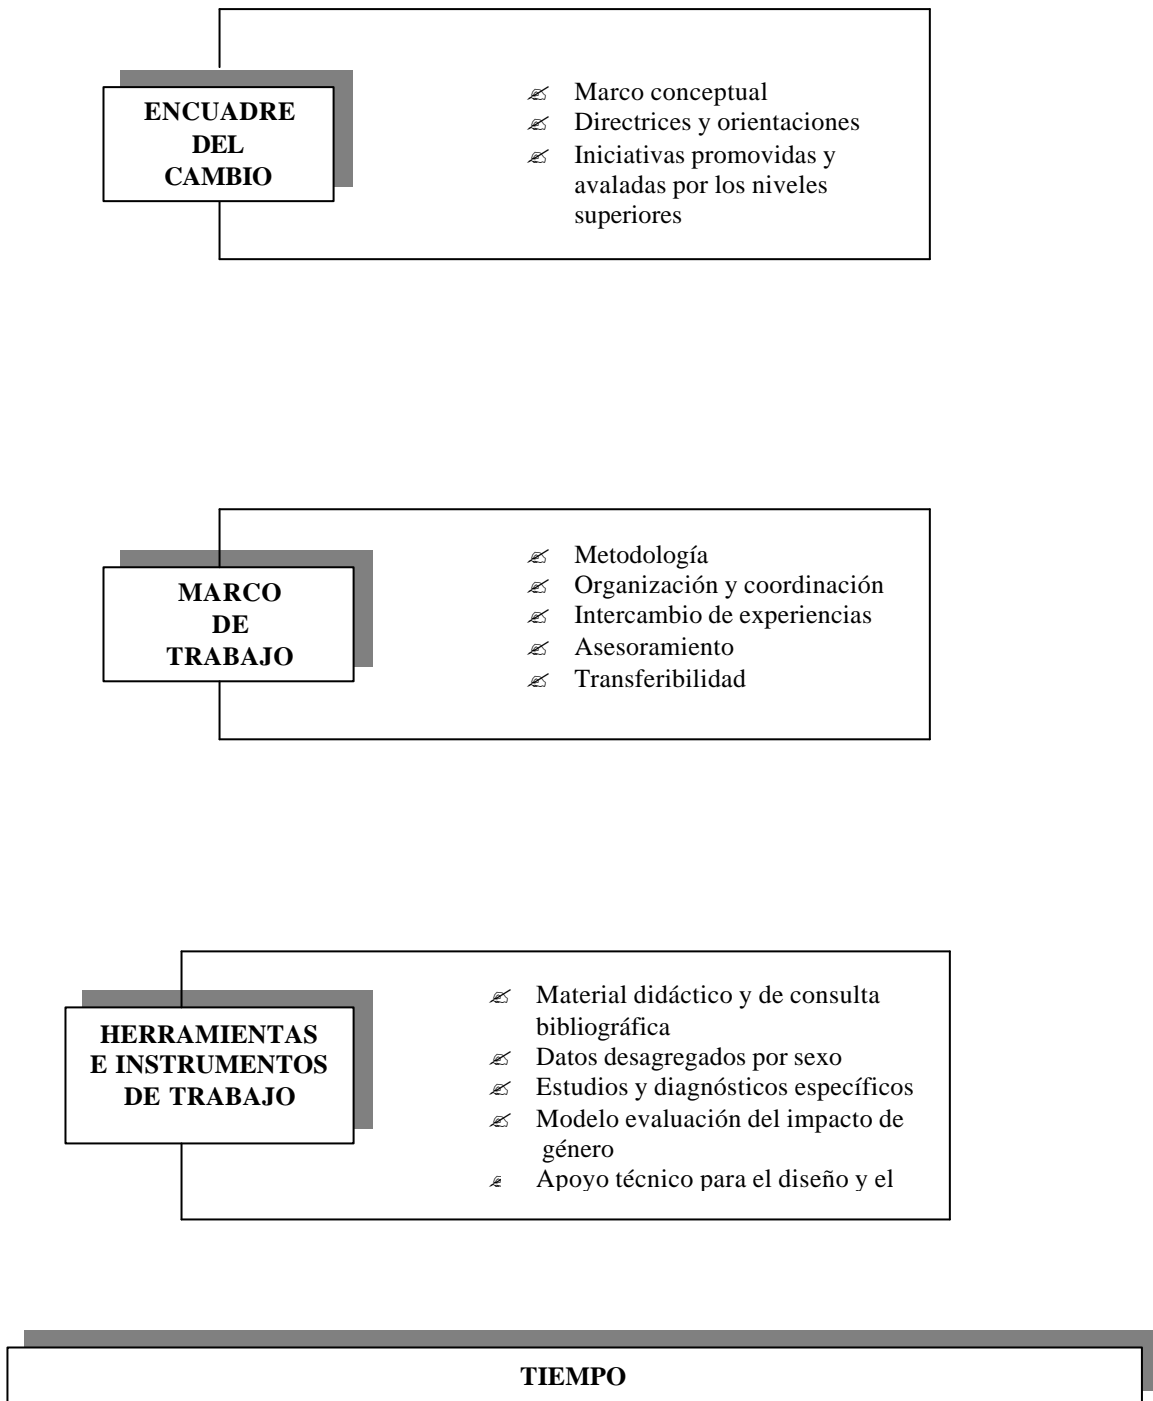 ENCUADRE
DEL
CAMBIO
Marco conceptual
Directrices y orientaciones
Iniciativas promovidas y
avaladas por los niveles
superiores
MARCO
DE
TRABAJO
Metodología
Organización y coordinación
Intercambio de experiencias
Asesoramiento
Transferibilidad
HERRAMIENTAS
E INSTRUMENTOS
DE TRABAJO
Material didáctico y de consulta
bibliográfica
Datos desagregados por sexo
Estudios y diagnósticos específicos
Modelo evaluación del impacto de
género
Apoyo técnico para el diseño y el
TIEMPO